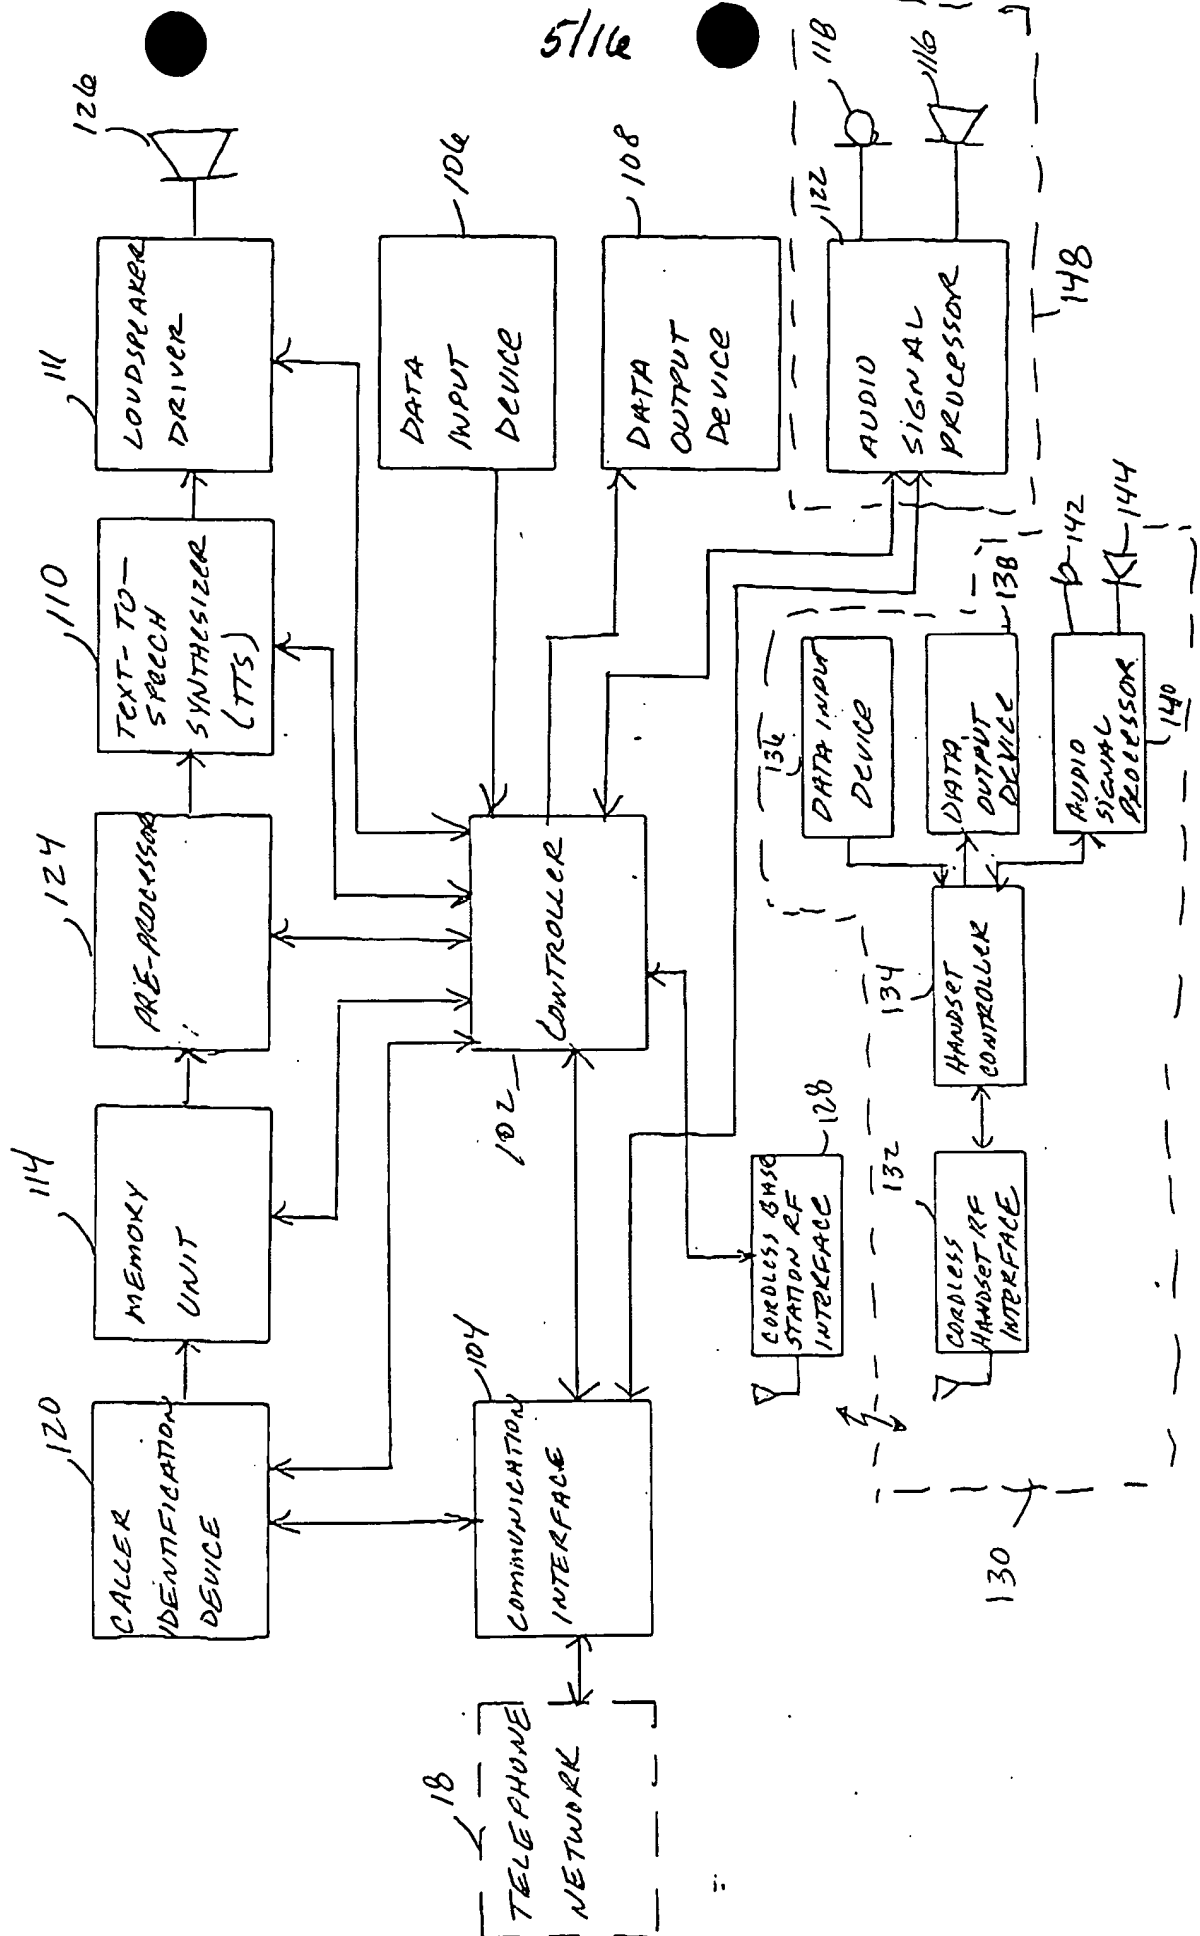 5/16
126
111
LOUDSPEAKER
DRIVER
110
TEXT-TO-
SPEECH
SYNTHESIZER
(TTS)
124
PRE-PROCESSOR
114
MEMORY
UNIT
120
CALLER
IDENTIFICATION
DEVICE
106
DATA
INPUT
DEVICE
108
DATA
OUTPUT
DEVICE
118
116
122
AUDIO
SIGNAL
PROCESSOR
148
CONTROLLER
102
104
COMMUNICATION
INTERFACE
18
TELEPHONE
NETWORK
128
CORDLESS BASE
STATION RF
INTERFACE
136
DATA INPUT
DEVICE
138
DATA
OUTPUT
DEVICE
142
144
140
AUDIO
SIGNAL
PROCESSOR
134
HANDSET
CONTROLLER
132
CORDLESS
HANDSET RF
INTERFACE
130